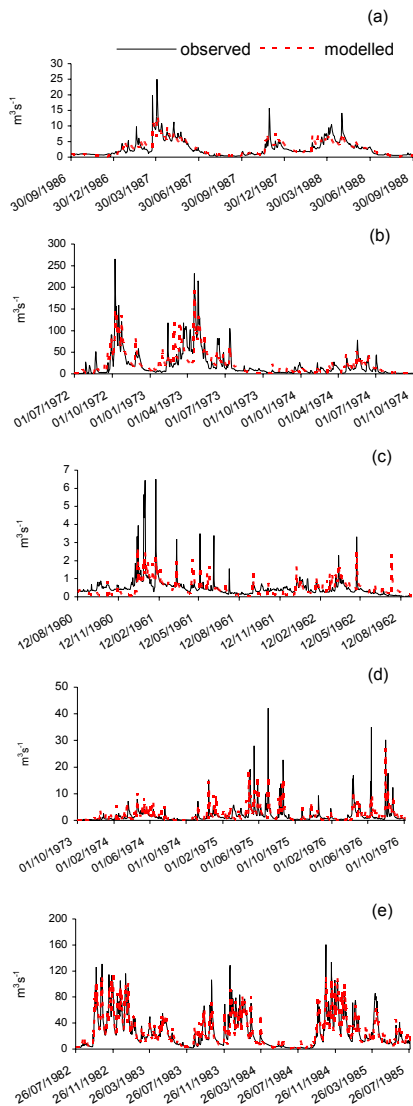 (a)
observed modelled
30
25
20
15
10
5
0
m³s⁻¹
30/09/1986 30/12/1986 30/03/1987 30/06/1987 30/09/1987 30/12/1987 30/03/1988 30/06/1988 30/09/1988
(b)
300
250
200
150
100
50
0
m³s⁻¹
01/07/1972 01/10/1972 01/01/1973 01/04/1973 01/07/1973 01/10/1973 01/01/1974 01/04/1974 01/07/1974 01/10/1974
(c)
7
6
5
4
3
2
1
0
m³s⁻¹
12/08/1960 12/11/1960 12/02/1961 12/05/1961 12/08/1961 12/11/1961 12/02/1962 12/05/1962 12/08/1962
(d)
50
40
30
20
10
0
m³s⁻¹
01/10/1973 01/02/1974 01/06/1974 01/10/1974 01/02/1975 01/06/1975 01/10/1975 01/02/1976 01/06/1976 01/10/1976
(e)
200
160
120
80
40
0
m³s⁻¹
26/07/1982 26/11/1982 26/03/1983 26/07/1983 26/11/1983 26/03/1984 26/07/1984 26/11/1984 26/03/1985 26/07/1985